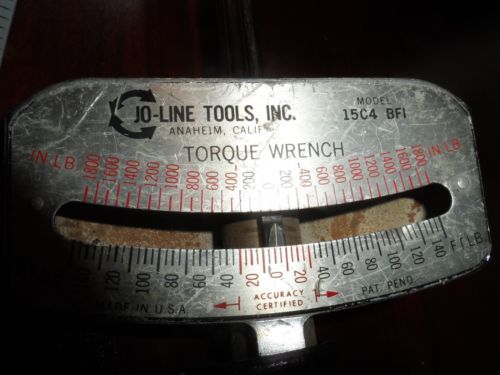 JO-LINE TOOLS, INC.
ANAHEIM, CALIF
MODEL
15C4 BFI
TORQUE WRENCH
IN-LB 1800 1600 1400 1200 1000 800 600 400 200 0 200 400 600 800 1000 1200 1400 1600 1800 IN-LB
120 100 80 60 40 20 0 20 40 60 80 100 120 140 FT LB
ACCURACY
CERTIFIED
MADE IN U.S.A.
PAT. PEND.